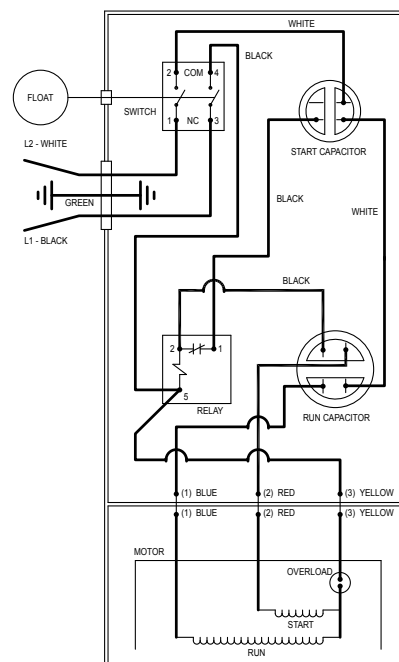 WHITE
BLACK
2 COM 4
FLOAT
SWITCH
1 NC 3
START CAPACITOR
L2 - WHITE
GREEN
L1 - BLACK
BLACK
WHITE
BLACK
2 1
5
RELAY
RUN CAPACITOR
(1) BLUE (2) RED (3) YELLOW
(1) BLUE (2) RED (3) YELLOW
MOTOR
OVERLOAD
START
RUN